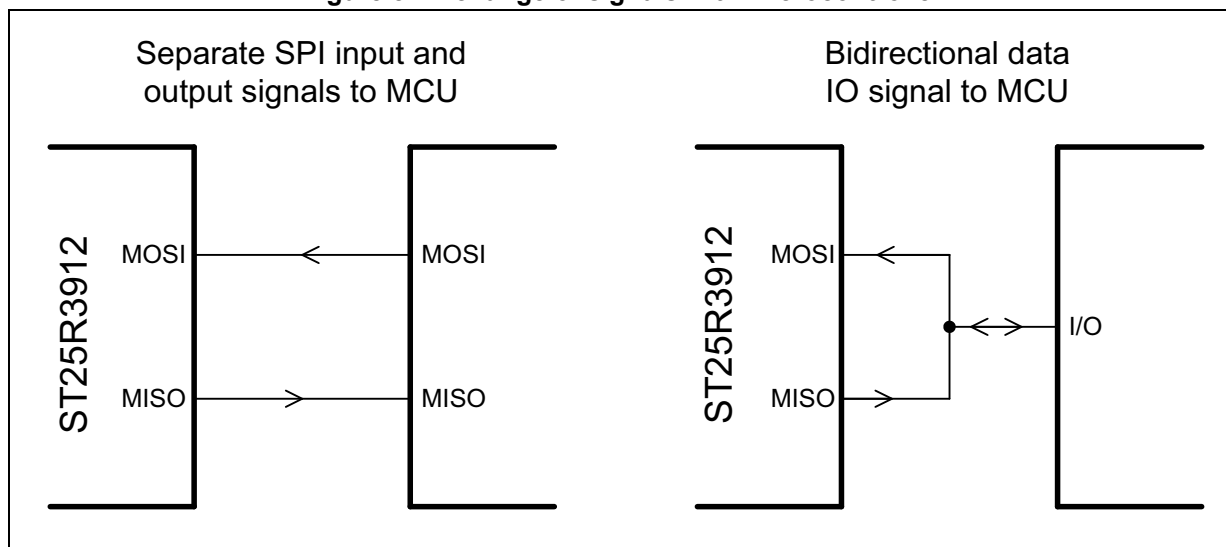 Separate SPI input and
output signals to MCU
Bidirectional data
IO signal to MCU
ST25R3912
MOSI
MISO
MOSI
MISO
ST25R3912
MOSI
MISO
I/O